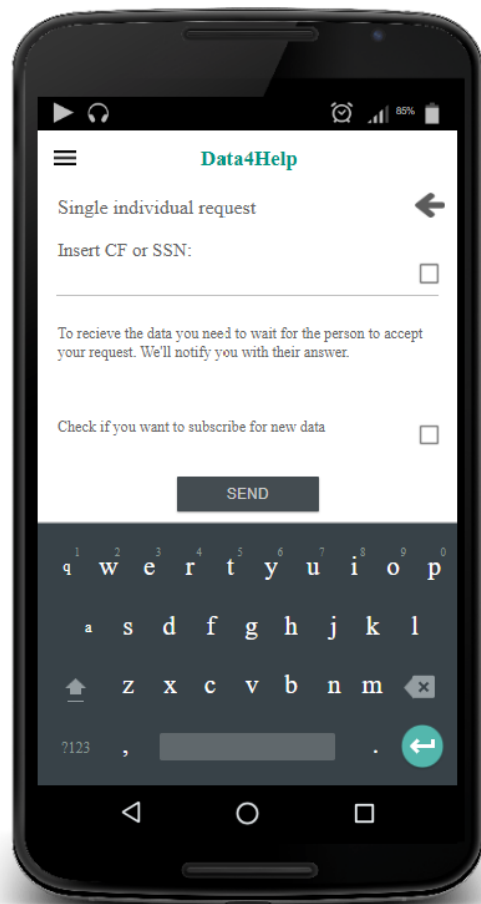 85%
Data4Help
Single individual request
Insert CF or SSN:
To recieve the data you need to wait for the person to accept
your request. We'll notify you with their answer.
Check if you want to subscribe for new data
SEND
1 2 3 4 5 6 7 8 9 0
q w e r t y u i o p
a s d f g h j k l
z x c v b n m
?123 , .